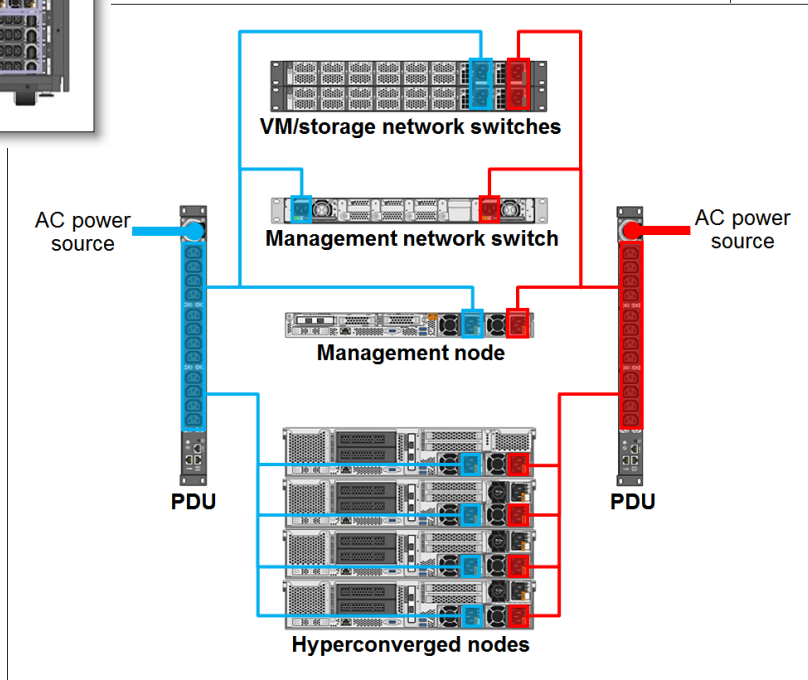 VM/storage network switches
AC power
source
Management network switch
AC power
source
Management node
PDU
PDU
Hyperconverged nodes